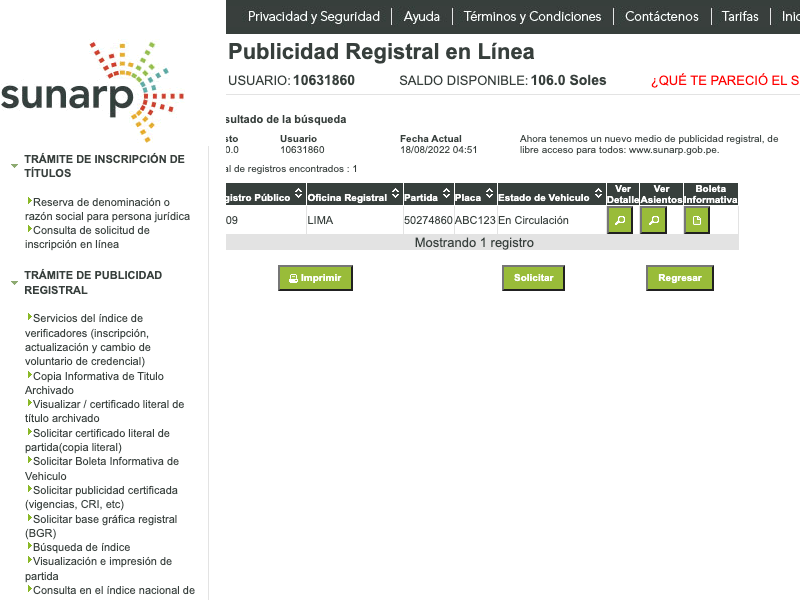 Privacidad y Seguridad Ayuda Términos y Condiciones Contáctenos Tarifas
sunarp
Publicidad Registral en Línea
USUARIO: 10631860 SALDO DISPONIBLE: 106.0 Soles ¿QUÉ TE PARECIÓ EL
TRÁMITE DE INSCRIPCIÓN DE
TÍTULOS
Reserva de denominación o
razón social para persona jurídica
Consulta de solicitud de
inscripción en línea
TRÁMITE DE PUBLICIDAD
REGISTRAL
Servicios del índice de
verificadores (inscripción,
actualización y cambio de
voluntario de credencial)
Copia Informativa de Titulo
Archivado
Visualizar / certificado literal de
título archivado
Solicitar certificado literal de
partida(copia literal)
Solicitar Boleta Informativa de
Vehiculo
Solicitar publicidad certificada
(vigencias, CRI, etc)
Solicitar base gráfica registral
(BGR)
Búsqueda de índice
Visualización e impresión de
partida
Consulta en el índice nacional de
sultado de la búsqueda
sto Usuario Fecha Actual
0.0 10631860 18/08/2022 04:51
Ahora tenemos un nuevo medio de publicidad registral, de
libre acceso para todos: www.sunarp.gob.pe.
al de registros encontrados : 1
gistro Público Oficina Registral Partida Placa Estado de Vehiculo Ver Detalle Ver Asientos Boleta Informativa
09 LIMA 50274860 ABC123 En Circulación
Mostrando 1 registro
Imprimir Solicitar Regresar